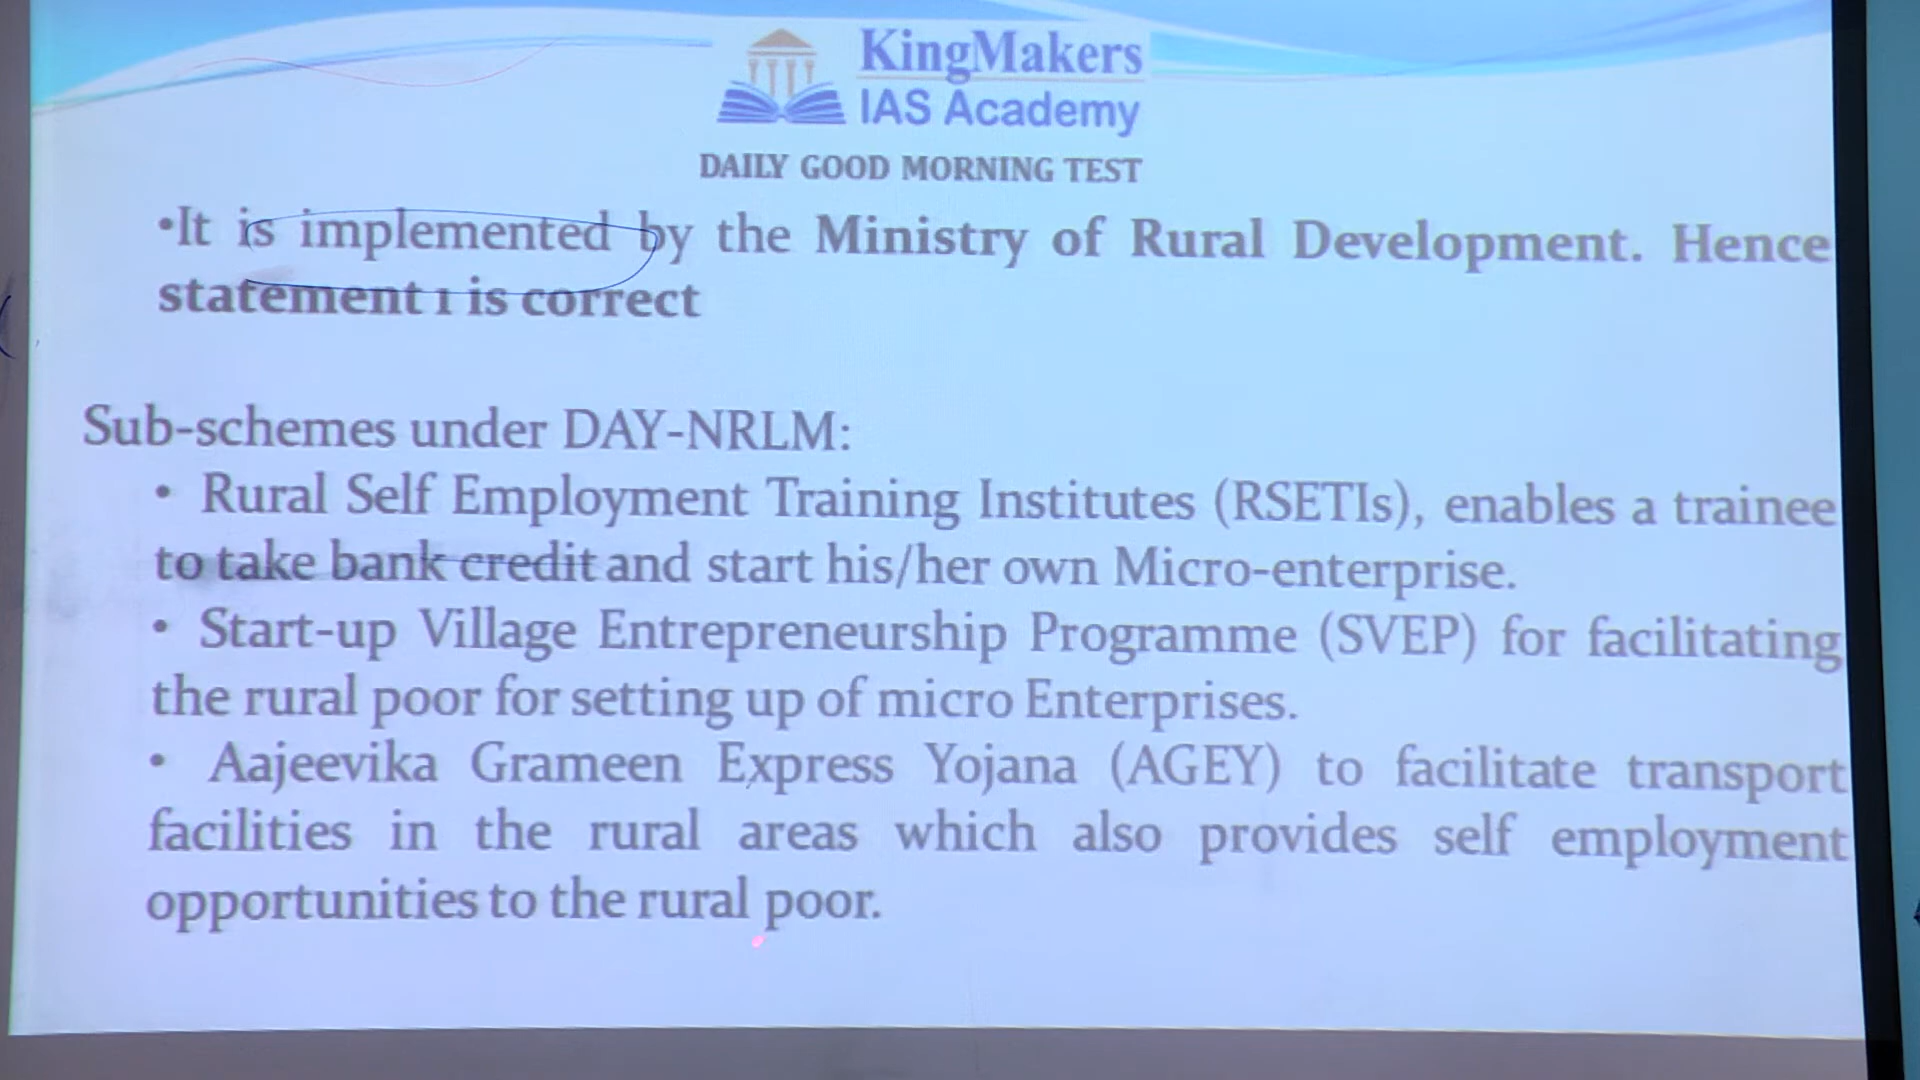 KingMakers
IAS Academy
DAILY GOOD MORNING TEST
•It is implemented by the Ministry of Rural Development. Hence
statement 1 is correct
Sub-schemes under DAY-NRLM:
• Rural Self Employment Training Institutes (RSETIs), enables a trainee
to take bank credit and start his/her own Micro-enterprise.
• Start-up Village Entrepreneurship Programme (SVEP) for facilitating
the rural poor for setting up of micro Enterprises.
• Aajeevika Grameen Express Yojana (AGEY) to facilitate transport
facilities in the rural areas which also provides self employment
opportunities to the rural poor.